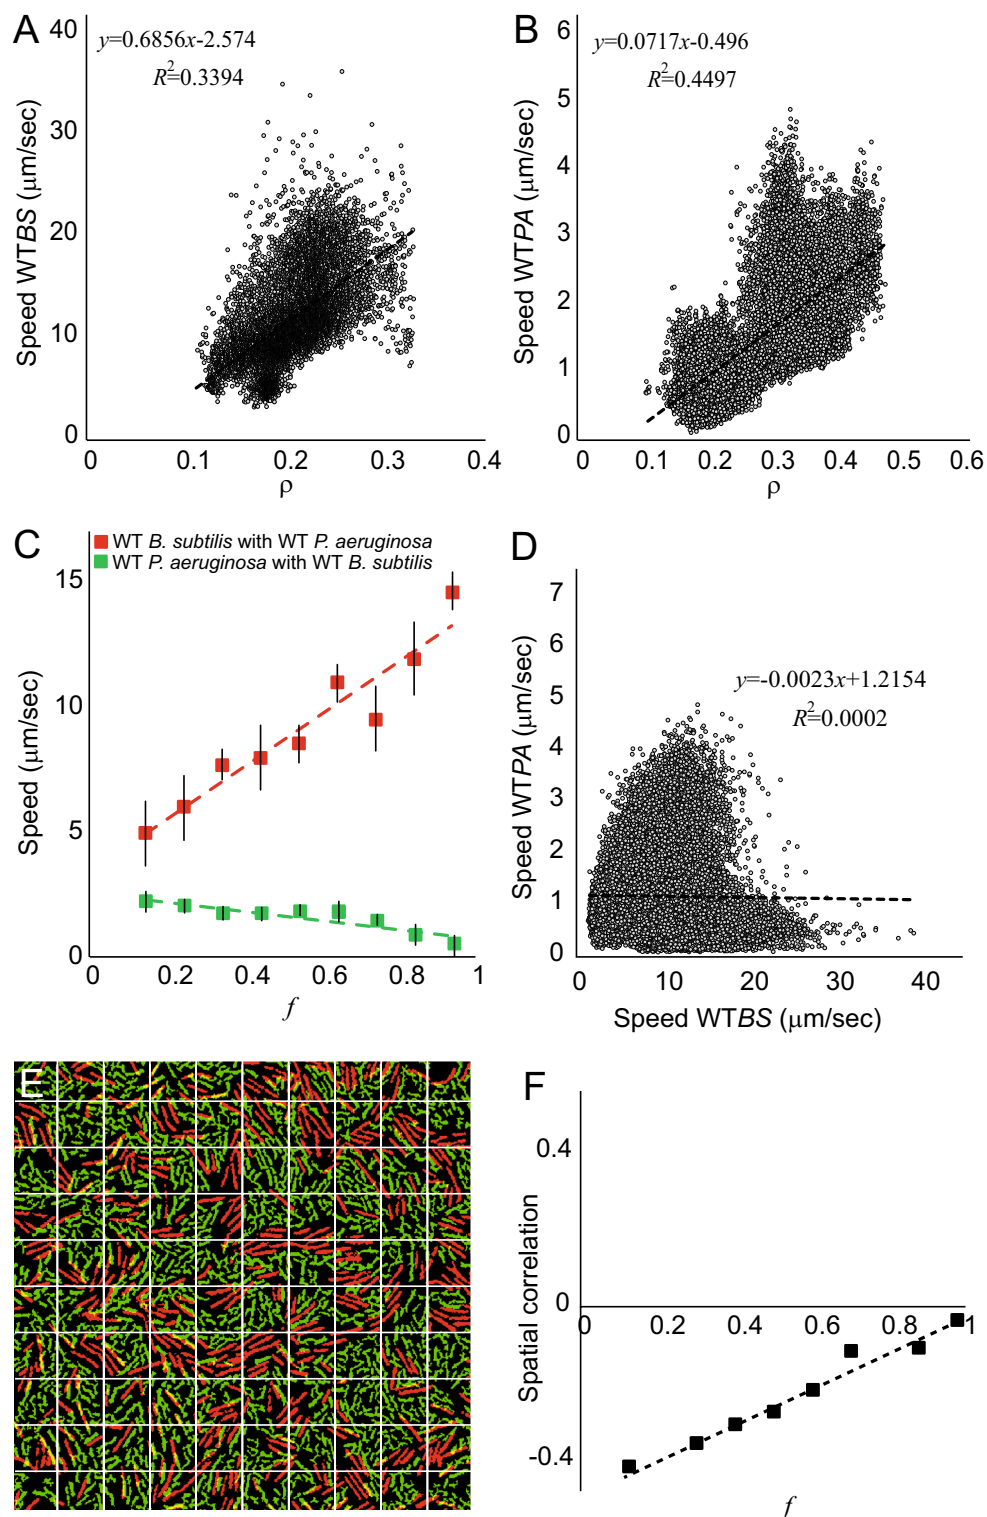 A
y=0.6856x-2.574
R2=0.3394
Speed WTBS (μm/sec)
40
30
20
10
0
0 0.1 0.2 0.3 0.4
ρ
B
y=0.0717x-0.496
R2=0.4497
Speed WTPA (μm/sec)
6
5
4
3
2
1
0
0 0.1 0.2 0.3 0.4 0.5 0.6
ρ
C
WT B. subtilis with WT P. aeruginosa
WT P. aeruginosa with WT B. subtilis
Speed (μm/sec)
15
10
5
0
0 0.2 0.4 0.6 0.8 1
f
D
y=-0.0023x+1.2154
R2=0.0002
Speed WTPA (μm/sec)
7
6
5
4
3
2
1
0
0 10 20 30 40
Speed WTBS (μm/sec)
E
F
Spatial correlation
0.4
0
-0.4
0 0.2 0.4 0.6 0.8 1
f